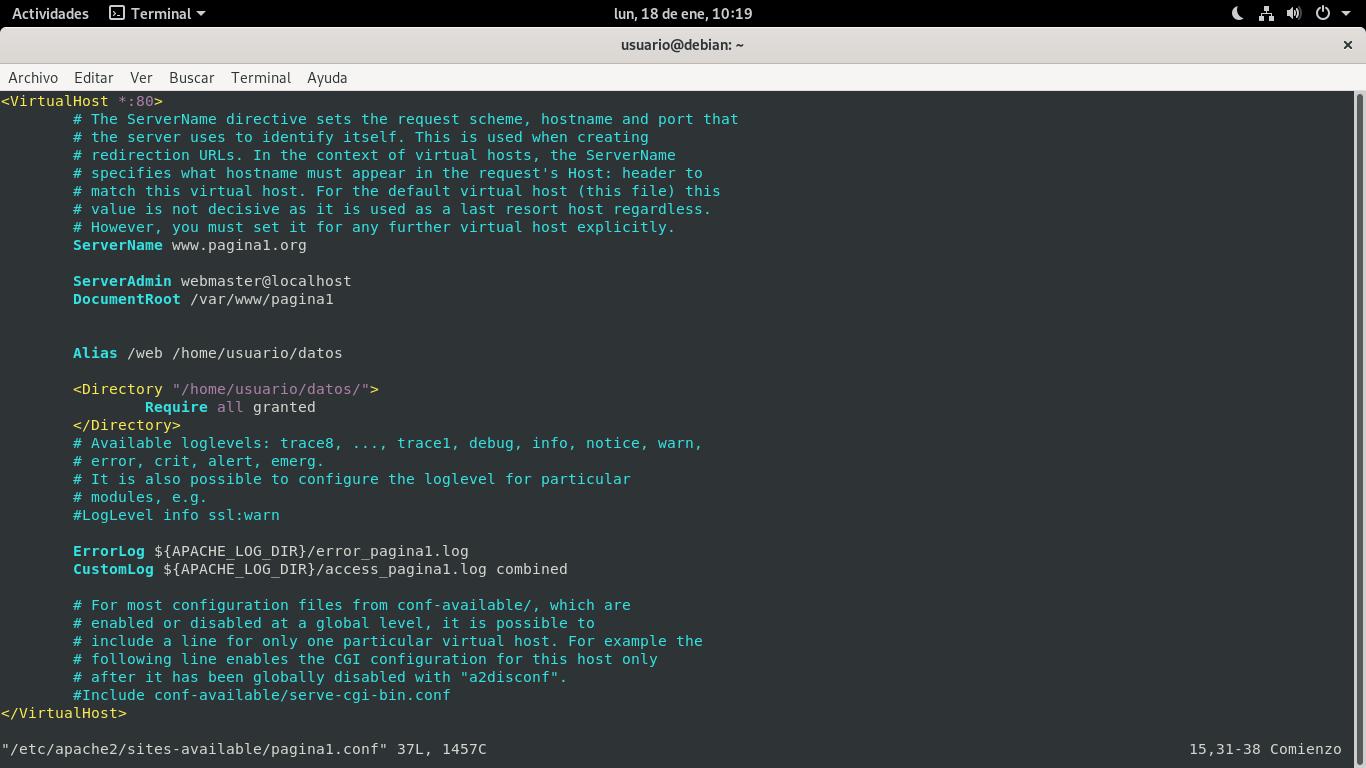 Actividades Terminal lun, 18 de ene, 10:19
usuario@debian: ~ ×
Archivo Editar Ver Buscar Terminal Ayuda
<VirtualHost *:80>
        # The ServerName directive sets the request scheme, hostname and port that
        # the server uses to identify itself. This is used when creating
        # redirection URLs. In the context of virtual hosts, the ServerName
        # specifies what hostname must appear in the request's Host: header to
        # match this virtual host. For the default virtual host (this file) this
        # value is not decisive as it is used as a last resort host regardless.
        # However, you must set it for any further virtual host explicitly.
        ServerName www.pagina1.org

        ServerAdmin webmaster@localhost
        DocumentRoot /var/www/pagina1


        Alias /web /home/usuario/datos

        <Directory "/home/usuario/datos/">
                Require all granted
        </Directory>
        # Available loglevels: trace8, ..., trace1, debug, info, notice, warn,
        # error, crit, alert, emerg.
        # It is also possible to configure the loglevel for particular
        # modules, e.g.
        #LogLevel info ssl:warn

        ErrorLog ${APACHE_LOG_DIR}/error_pagina1.log
        CustomLog ${APACHE_LOG_DIR}/access_pagina1.log combined

        # For most configuration files from conf-available/, which are
        # enabled or disabled at a global level, it is possible to
        # include a line for only one particular virtual host. For example the
        # following line enables the CGI configuration for this host only
        # after it has been globally disabled with "a2disconf".
        #Include conf-available/serve-cgi-bin.conf
</VirtualHost>

"/etc/apache2/sites-available/pagina1.conf" 37L, 1457C 15,31-38 Comienzo